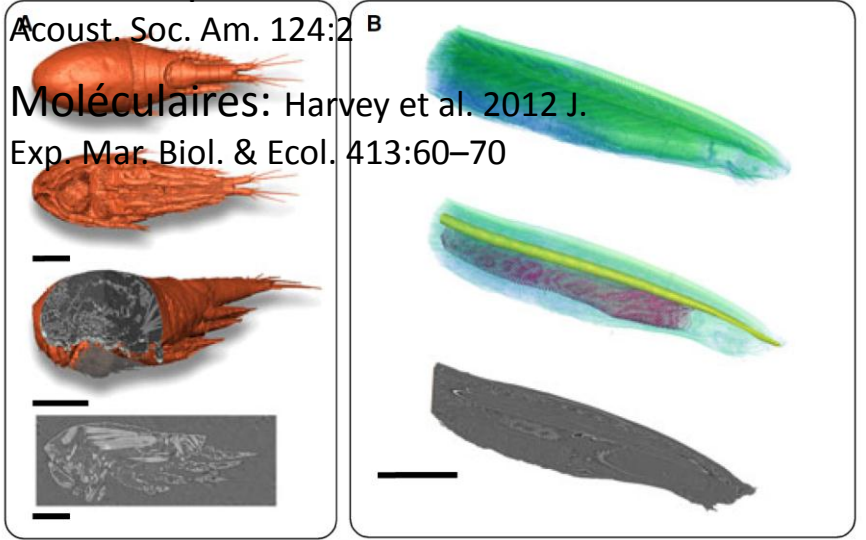 A
Acoust. Soc. Am. 124:2
B
Moléculaires: Harvey et al. 2012 J.
Exp. Mar. Biol. & Ecol. 413:60–70